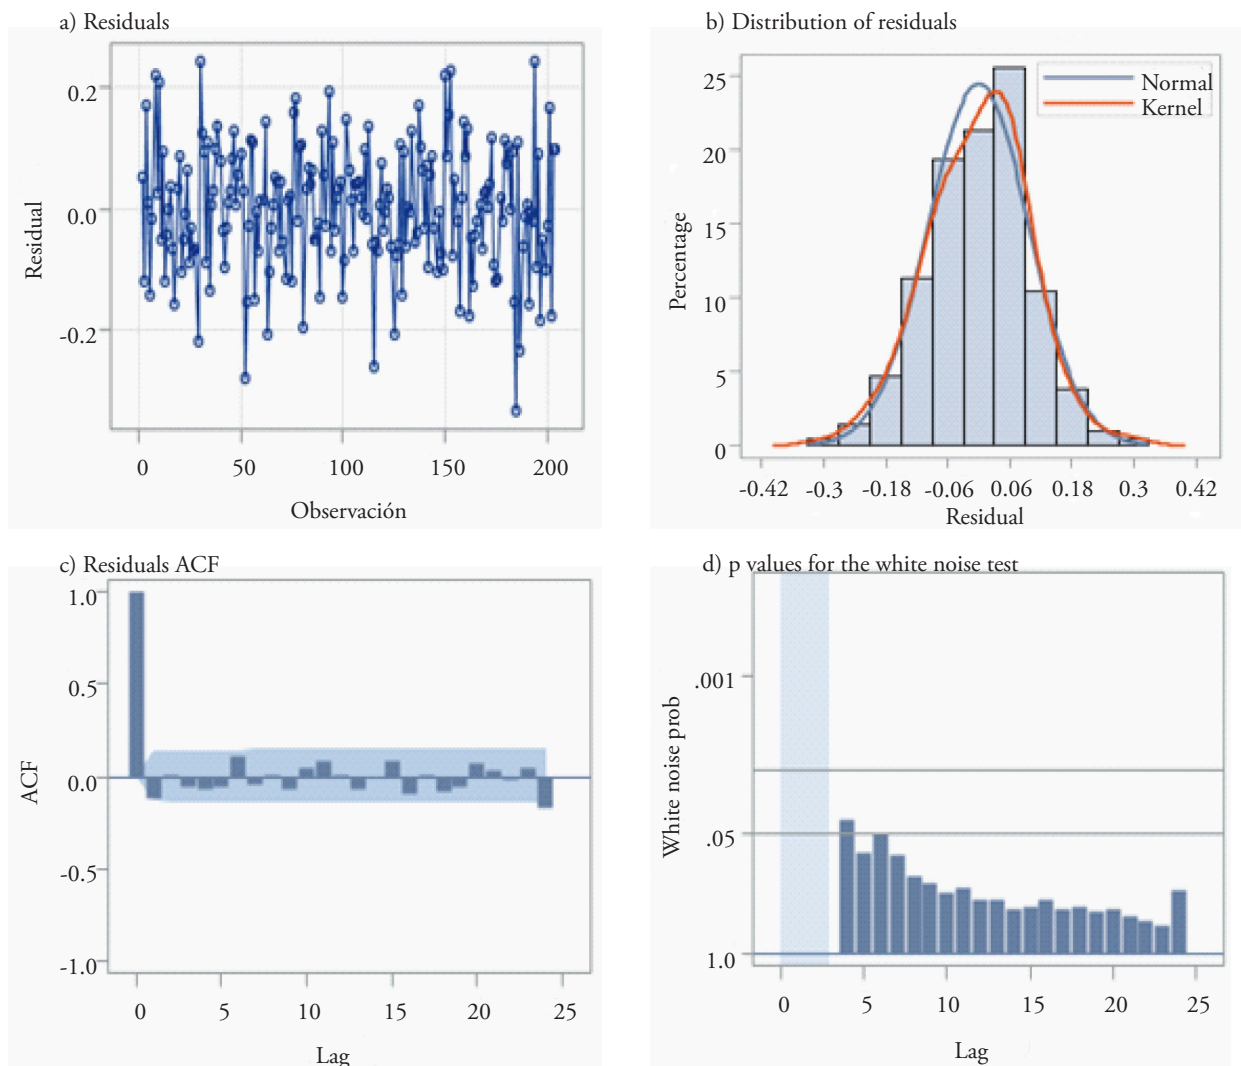 a) Residuals
0.2
0.0
-0.2
Residual
0 50 100 150 200
Observación
b) Distribution of residuals
Normal
Kernel
25
20
15
10
5
0
Percentage
-0.42 -0.3 -0.18 -0.06 0.06 0.18 0.3 0.42
Residual
c) Residuals ACF
1.0
0.5
0.0
-0.5
-1.0
ACF
0 5 10 15 20 25
Lag
d) p values for the white noise test
.001
.05
1.0
White noise prob
0 5 10 15 20 25
Lag